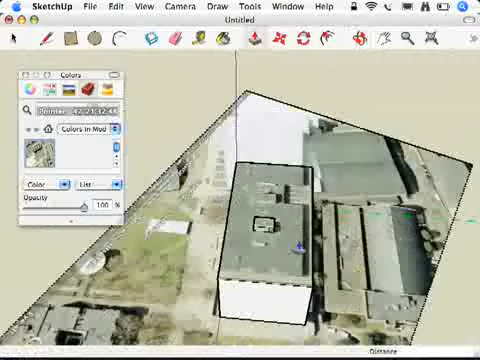 SketchUp File Edit View Camera Draw Tools Window Help
Untitled
Colors
Colors in Mod
Color List
Opacity
100 %
Distance